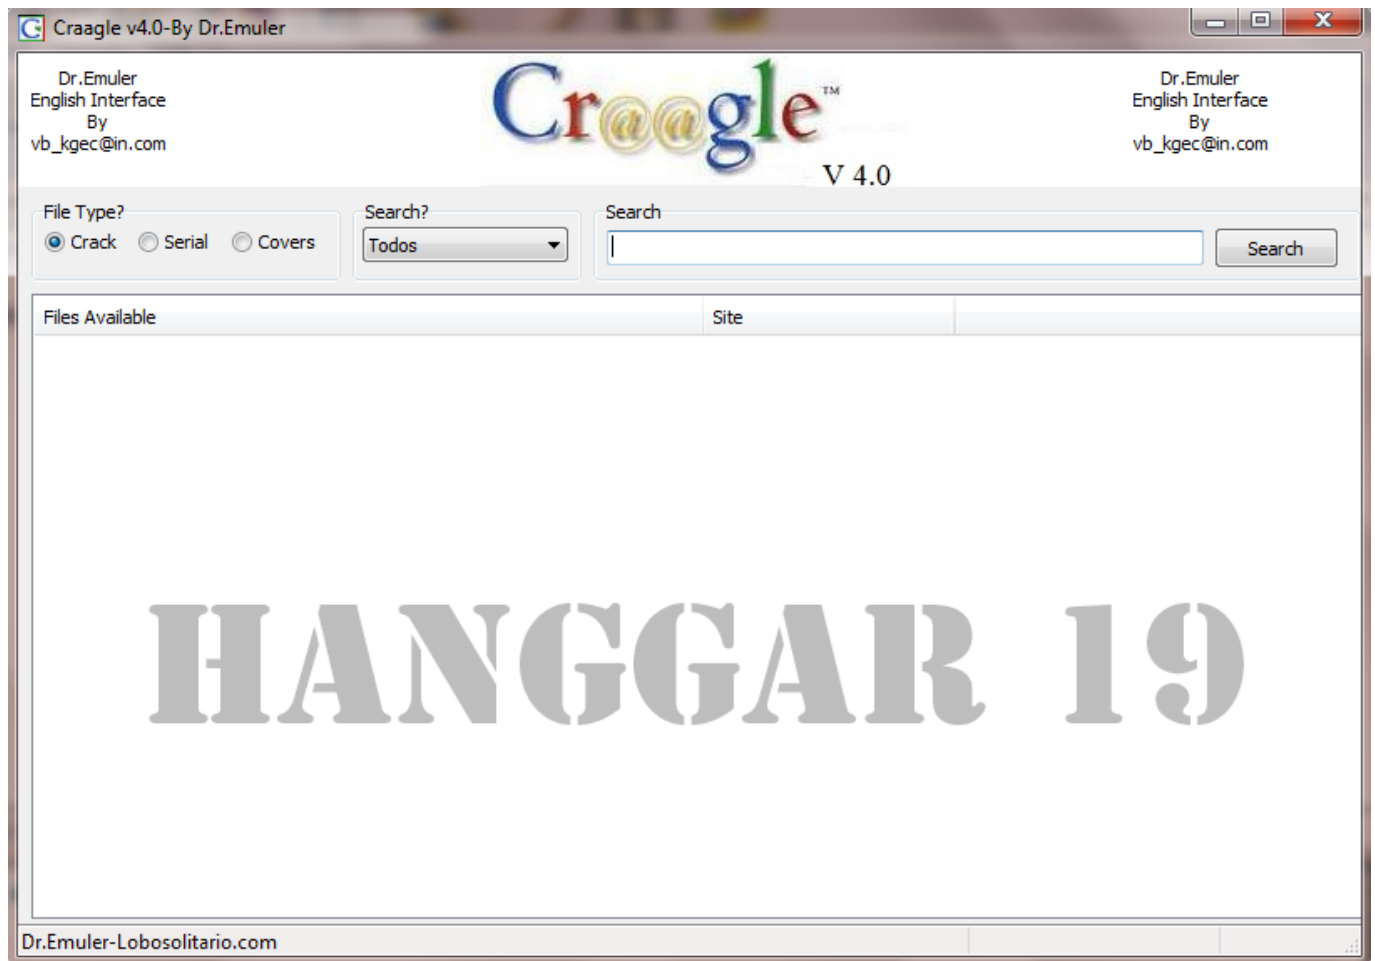 Craagle v4.0-By Dr.Emuler
Dr.Emuler
English Interface
By
vb_kgec@in.com
Cr@@gle™
V 4.0
Dr.Emuler
English Interface
By
vb_kgec@in.com
File Type?
Crack Serial Covers
Search?
Todos
Search
Search
Files Available Site
HANGGAR 19
Dr.Emuler-Lobosolitario.com